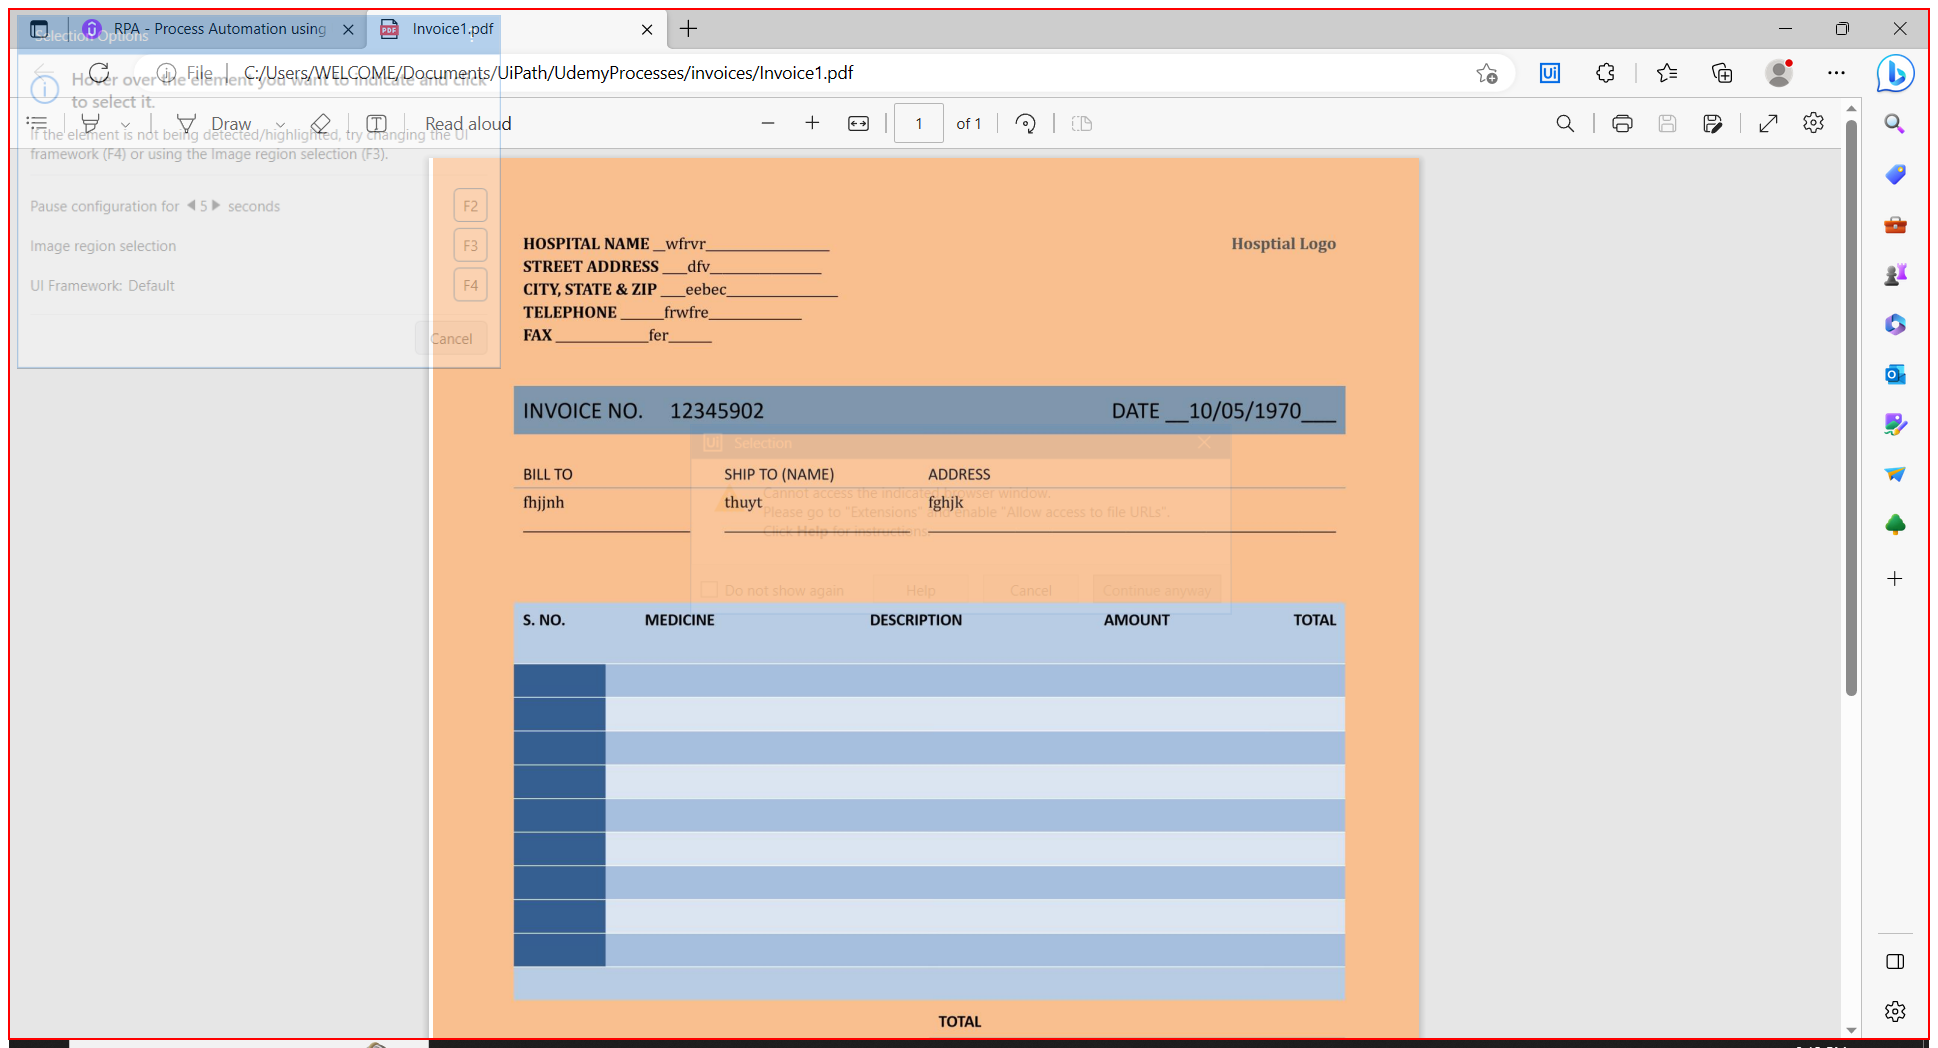 RPA - Process Automation using
Invoice1.pdf
Selection Options
File
C:/Users/WELCOME/Documents/UiPath/UdemyProcesses/invoices/Invoice1.pdf
Hover over the element you want to indicate and click
to select it.
Draw
Read aloud
1
of 1
If the element is not being detected/highlighted, try changing the UI
framework (F4) or using the Image region selection (F3).
Pause configuration for 5 seconds
F2
Image region selection
F3
UI Framework: Default
F4
Cancel
HOSPITAL NAME __wfrvr________________
Hosptial Logo
STREET ADDRESS ___dfv______________
CITY, STATE & ZIP ___eebec______________
TELEPHONE ______frwfre____________
FAX ____________fer______
INVOICE NO. 12345902
DATE __10/05/1970___
Ui Selection
BILL TO
SHIP TO (NAME)
ADDRESS
fhjjnh
thuyt
fghjk
Cannot access the indicated browser window.
Please go to "Extensions" and enable "Allow access to file URLs".
Click Help for instructions.
Do not show again
Help
Cancel
Continue anyway
S. NO.
MEDICINE
DESCRIPTION
AMOUNT
TOTAL
TOTAL